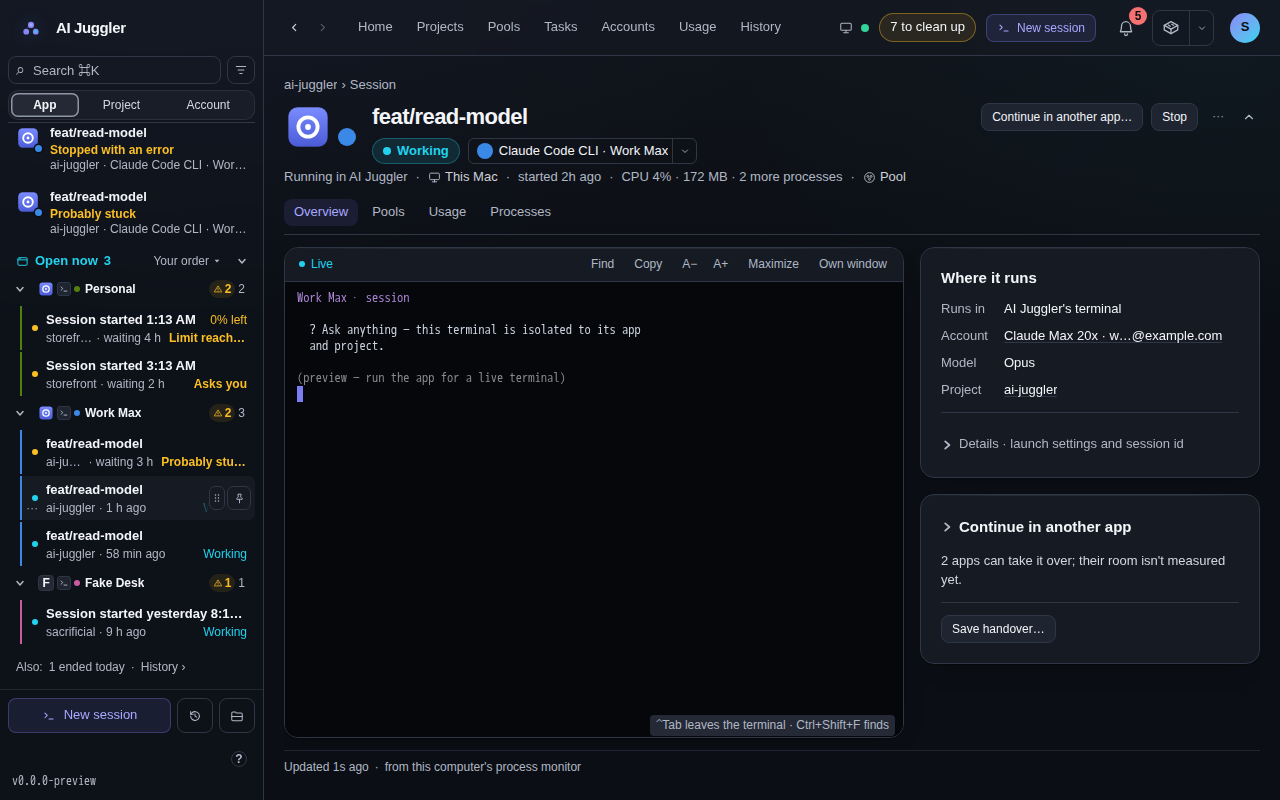 AI Juggler
Search ⌘K
App Project Account
feat/read-model
Stopped with an error
ai-juggler · Claude Code CLI · Wor…
feat/read-model
Probably stuck
ai-juggler · Claude Code CLI · Wor…
Open now 3 Your order
Personal 2 2
Session started 1:13 AM 0% left
storefr… · waiting 4 h Limit reach…
Session started 3:13 AM
storefront · waiting 2 h Asks you
Work Max 2 3
feat/read-model
ai-ju… · waiting 3 h Probably stu…
feat/read-model
ai-juggler · 1 h ago
feat/read-model
ai-juggler · 58 min ago Working
F Fake Desk 1 1
Session started yesterday 8:1…
sacrificial · 9 h ago Working
Also: 1 ended today · History ›
New session
?
v0.0.0-preview
Home Projects Pools Tasks Accounts Usage History
7 to clean up
New session
5
S
ai-juggler › Session
feat/read-model
Continue in another app… Stop ···
Working Claude Code CLI · Work Max
Running in AI Juggler · This Mac · started 2h ago · CPU 4% · 172 MB · 2 more processes · Pool
Overview Pools Usage Processes
Live Find Copy A− A+ Maximize Own window
Work Max · session
? Ask anything — this terminal is isolated to its app
and project.
(preview — run the app for a live terminal)
^Tab leaves the terminal · Ctrl+Shift+F finds
Where it runs
Runs in AI Juggler's terminal
Account Claude Max 20x · w…@example.com
Model Opus
Project ai-juggler
Details · launch settings and session id
Continue in another app
2 apps can take it over; their room isn't measured
yet.
Save handover…
Updated 1s ago · from this computer's process monitor